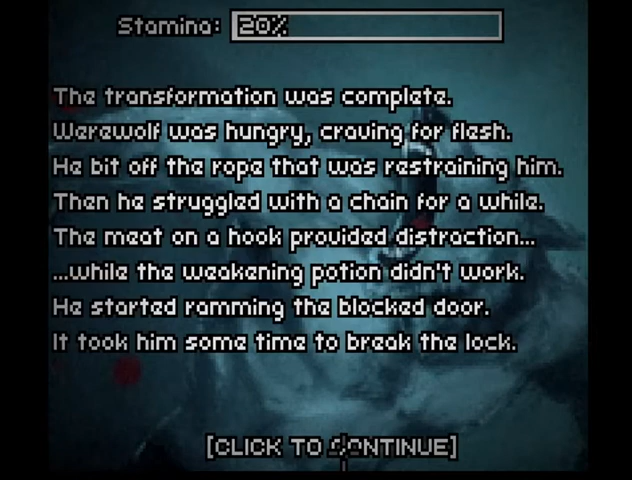 Stamina: 20%
The transformation was complete.
Werewolf was hungry, craving for flesh.
He bit off the rope that was restraining him.
Then he struggled with a chain for a while.
The meat on a hook provided distraction...
...while the weakening potion didn't work.
He started ramming the blocked door.
It took him some time to break the lock.
[CLICK TO CONTINUE]